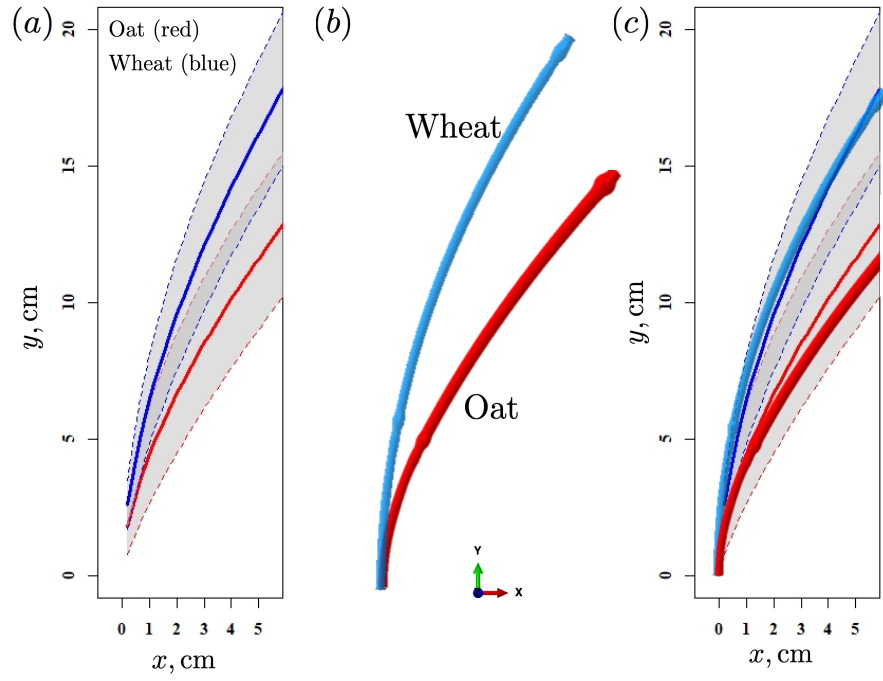 (a)
Oat (red)
Wheat (blue)
20
15
10
5
0
y, cm
0 1 2 3 4 5
x, cm
(b)
Wheat
Oat
Y
X
(c)
20
15
10
5
0
y, cm
0 1 2 3 4 5
x, cm